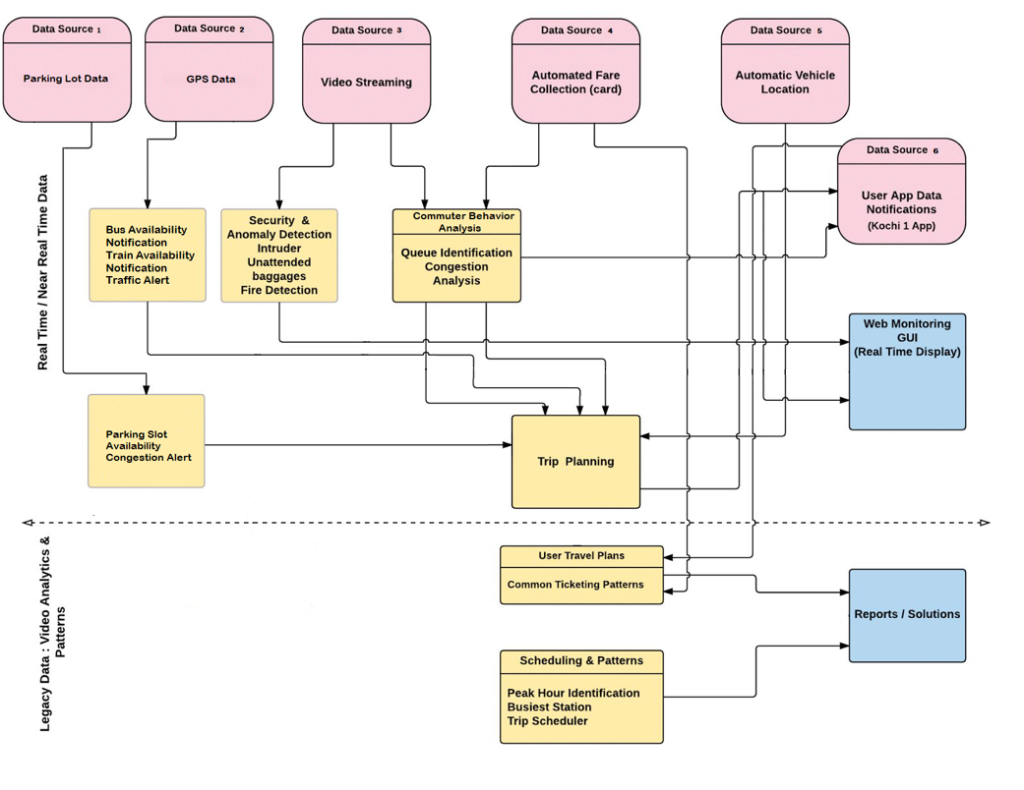 Data Source 1
Parking Lot Data
Data Source 2
GPS Data
Data Source 3
Video Streaming
Data Source 4
Automated Fare
Collection (card)
Data Source 5
Automatic Vehicle
Location
Data Source 6
User App Data
Notifications
(Kochi 1 App)
Real Time / Near Real Time Data
Bus Availability
Notification
Train Availability
Notification
Traffic Alert
Security & 
Anomaly Detection
Intruder
Unattended
baggages
Fire Detection
Commuter Behavior
Analysis
Queue Identification
Congestion
Analysis
Web Monitoring
GUI
(Real Time Display)
Parking Slot
Availability
Congestion Alert
Trip Planning
Legacy Data : Video Analytics &
Patterns
User Travel Plans
Common Ticketing Patterns
Reports / Solutions
Scheduling & Patterns
Peak Hour Identification
Busiest Station
Trip Scheduler